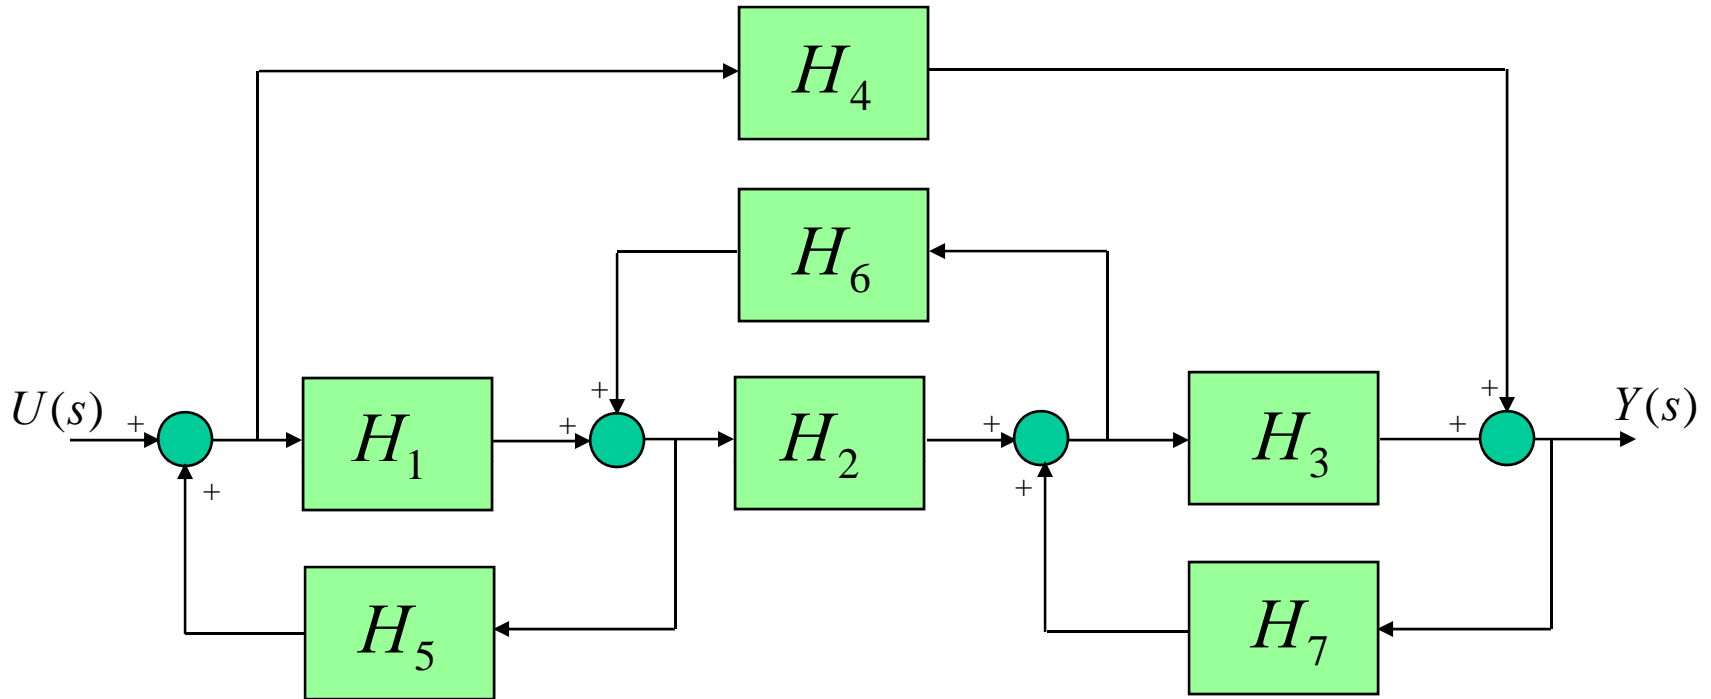 H4
H6
U(s) + H1 + + H2 + H3 + + Y(s)
+ +
H5 H7